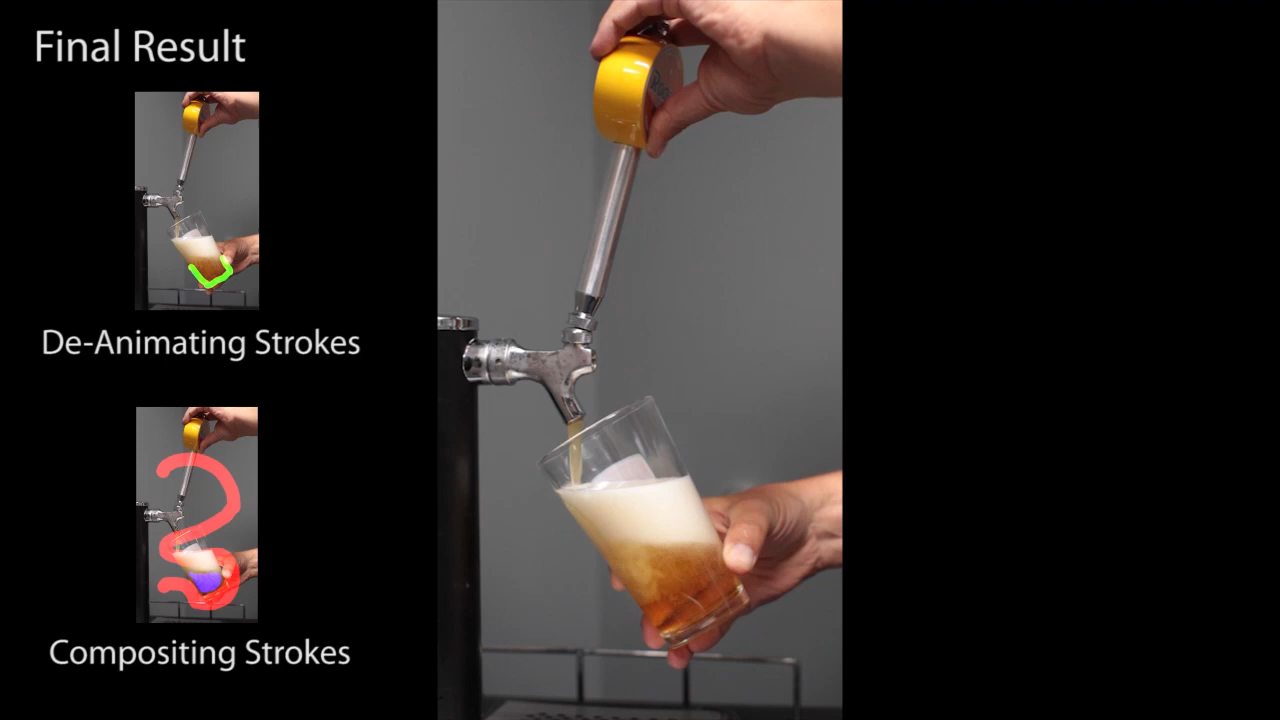 Final Result
De-Animating Strokes
Compositing Strokes